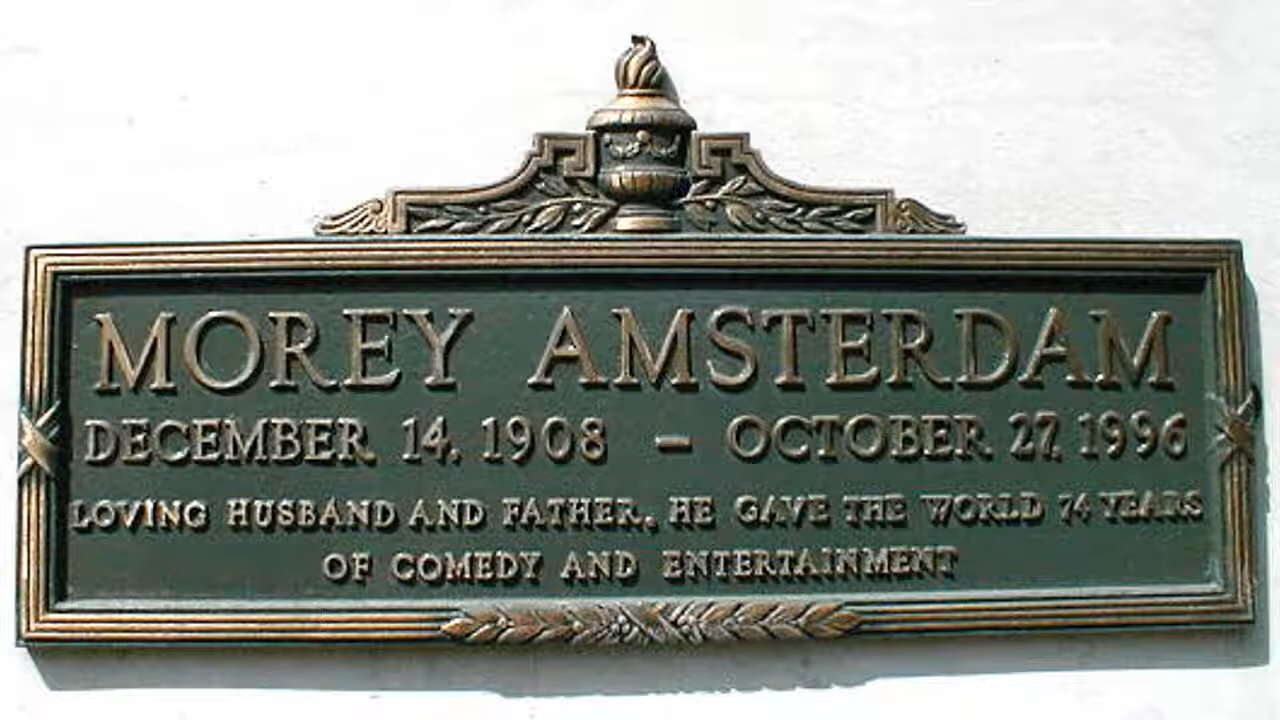 MOREY AMSTERDAM
DECEMBER 14, 1908 – OCTOBER 27, 1996
LOVING HUSBAND AND FATHER, HE GAVE THE WORLD 74 YEARS
OF COMEDY AND ENTERTAINMENT